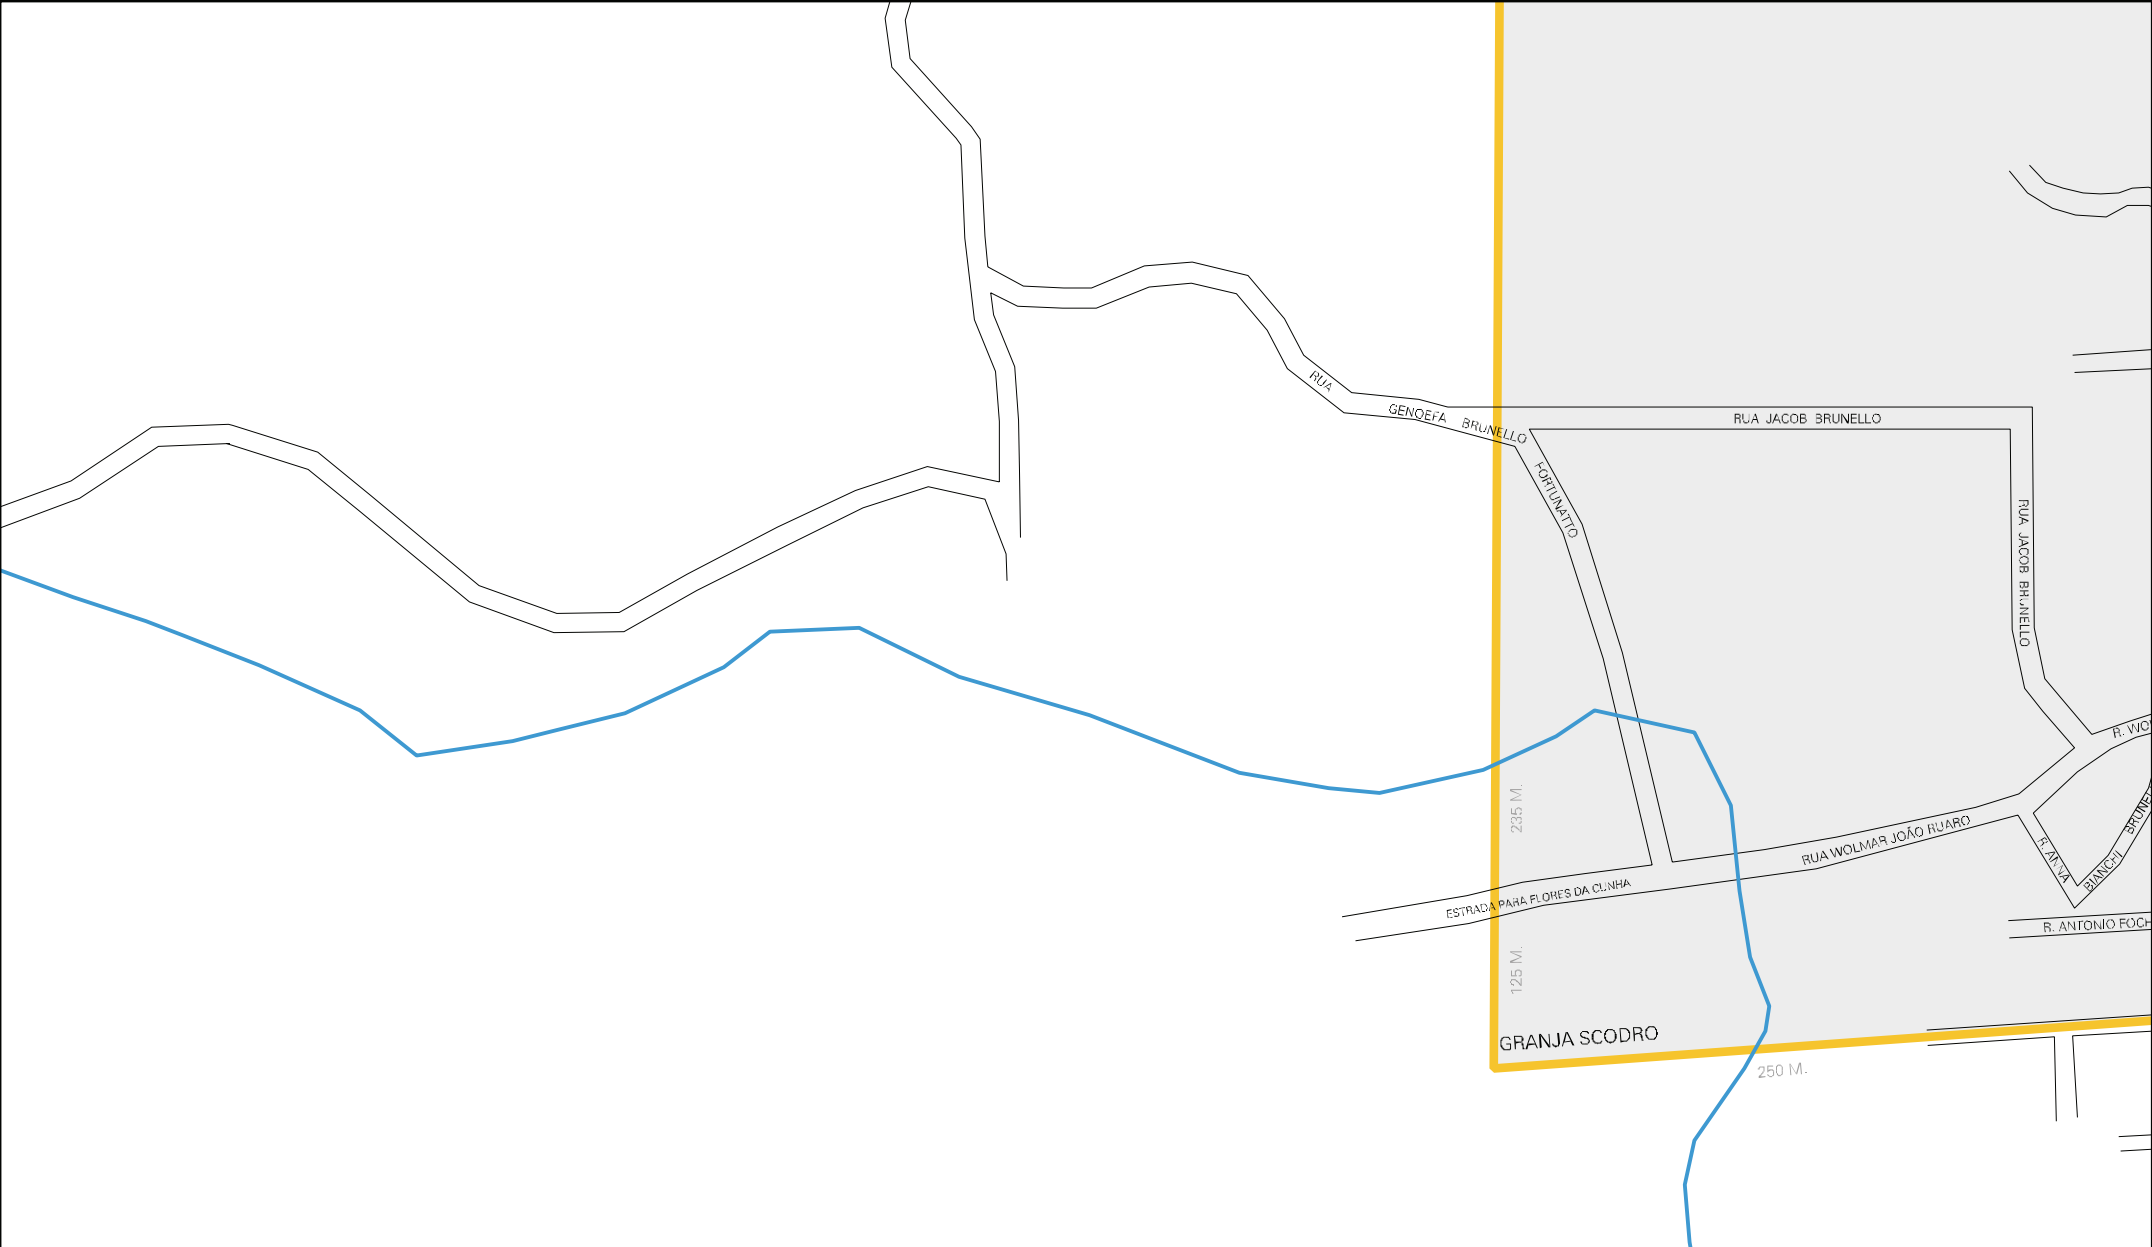 RUA
GENOEFA BRUNELLO
FORTUNATTO
RUA JACOB BRUNELLO
RUA JACOB BRUNELLO
R. WO
235 M.
RUA WOLMAR JOÃO RUARO
R. ANNA
BIANCHI BRUNEL
ESTRADA PARA FLORES DA CUNHA
R. ANTONIO FOCH
125 M.
GRANJA SCODRO
250 M.